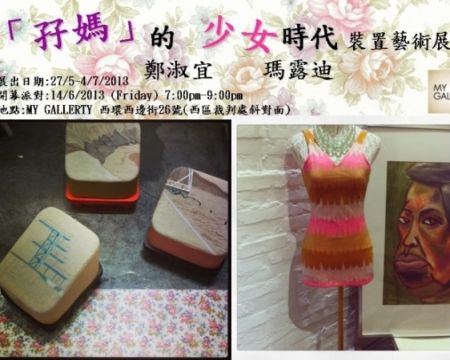 「孖媽」的 少女時代 裝置藝術展
鄭淑宜 瑪露迪
展出日期:27/5-4/7/2013
開幕派對:14/6/2013 (Friday) 7:00pm-9:00pm
地點:MY GALLERTY 西環西邊街26號(西區裁判處斜對面)
MY
GAL